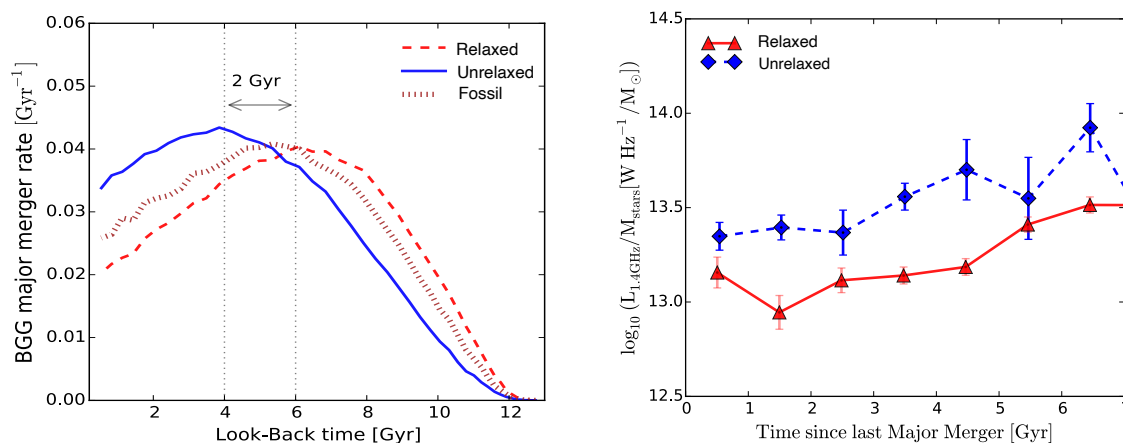 BGG major merger rate [Gyr⁻¹]
0.06
0.05
0.04
0.03
0.02
0.01
0.00
2 4 6 8 10 12
Look-Back time [Gyr]
2 Gyr
Relaxed
Unrelaxed
Fossil
log₁₀ (L₁.₄GHz/M_stars[W Hz⁻¹ /M⊙])
14.5
14.0
13.5
13.0
12.5
0 1 2 3 4 5 6 7
Time since last Major Merger [Gyr]
Relaxed
Unrelaxed